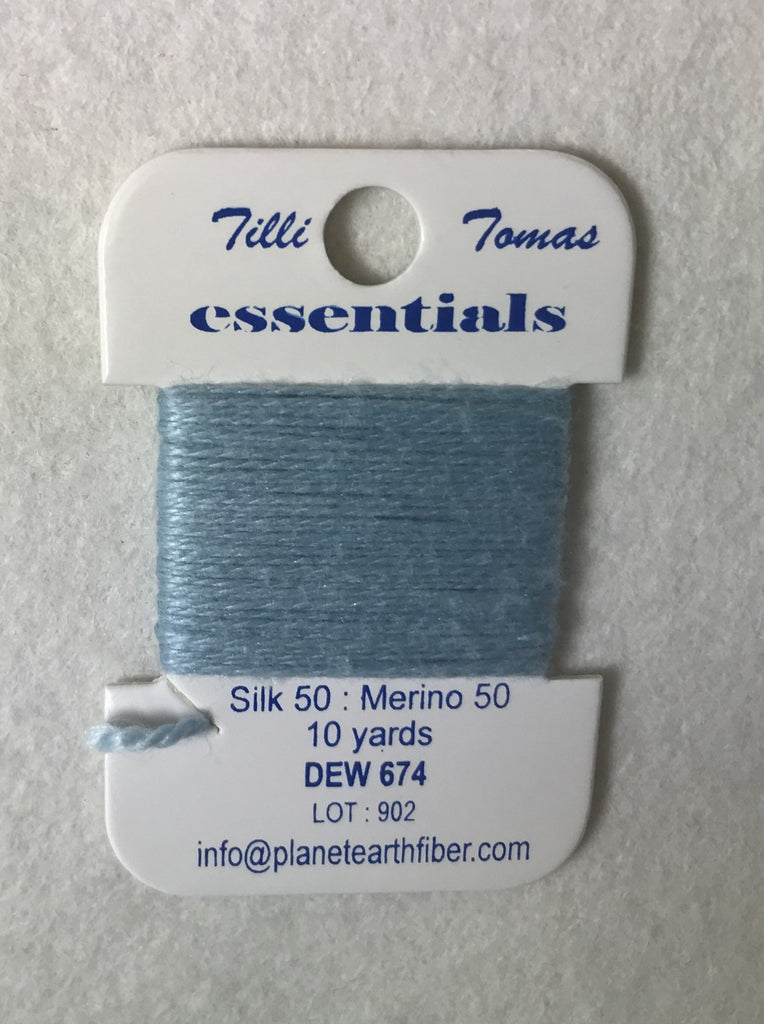 Tilli Tomas
essentials
Silk 50 : Merino 50
10 yards
DEW 674
LOT : 902
info@planetearthfiber.com